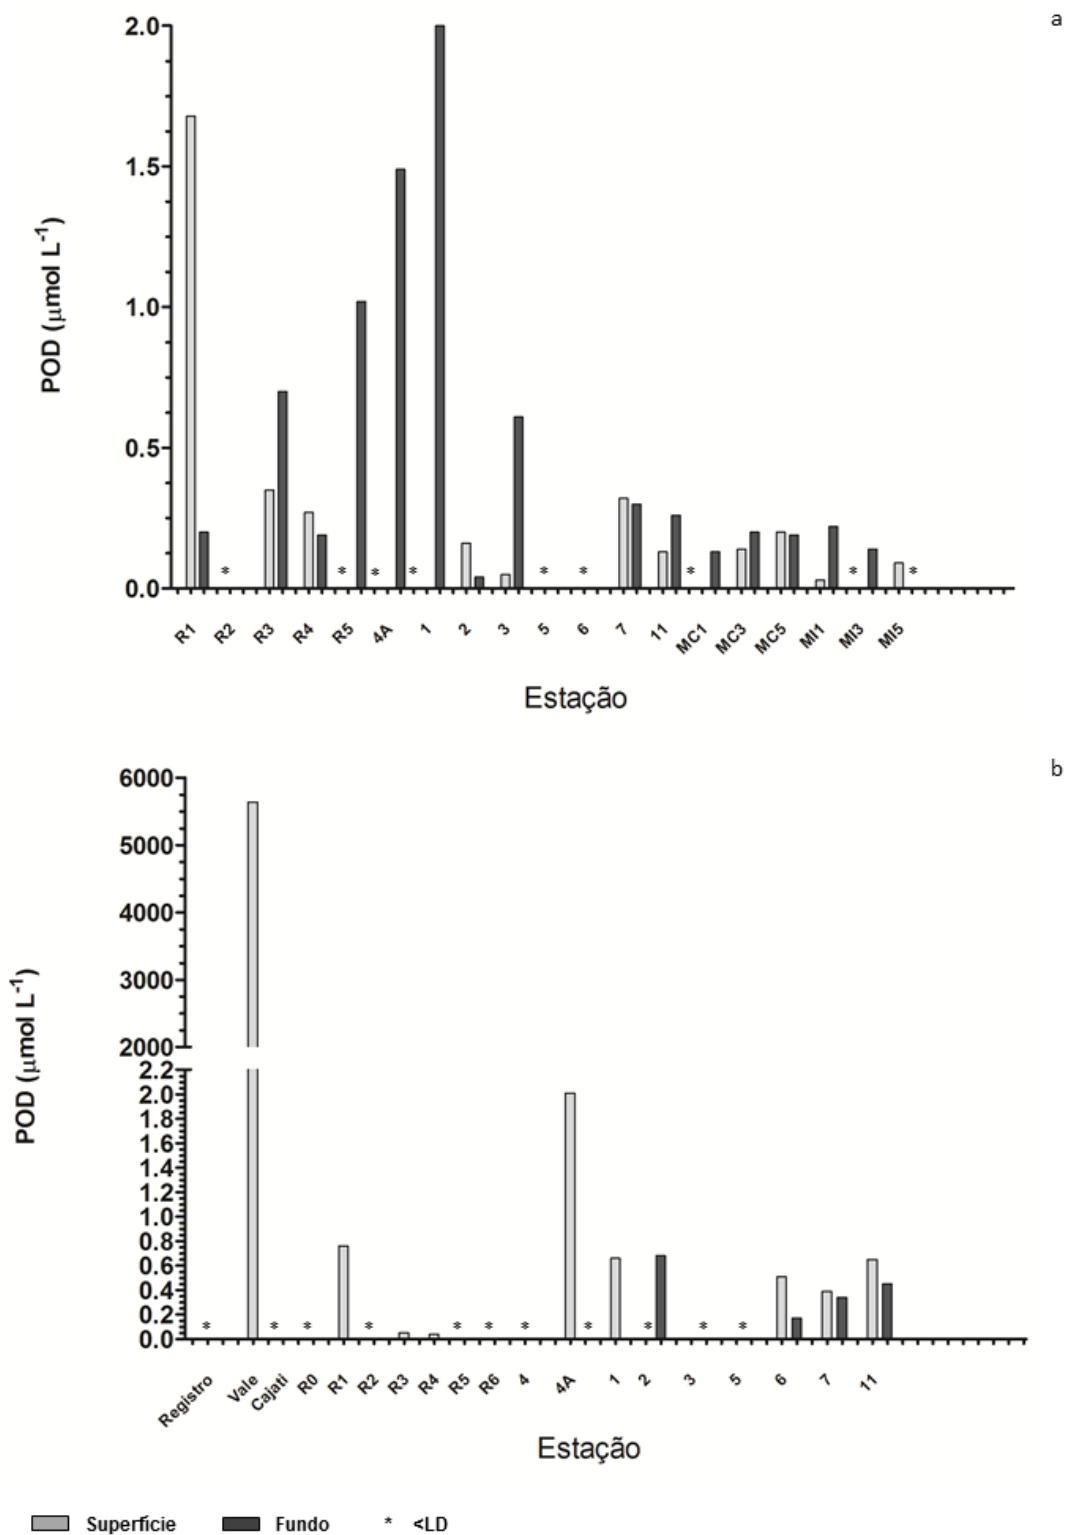 a
2.0
1.5
1.0
0.5
0.0
POD (μmol L-1)
* * * * * * * * *
R1 R2 R3 R4 R5 4A 1 2 3 5 6 7 11 MC1 MC3 MC5 MI1 MI3 MI5
Estação
b
6000
5000
4000
3000
2000
2.2
2.0
1.8
1.6
1.4
1.2
1.0
0.8
0.6
0.4
0.2
0.0
POD (μmol L-1)
* * * * * * * * * * *
Registro Vale Cajati R0 R1 R2 R3 R4 R5 R6 4 4A 1 2 3 5 6 7 11
Estação
Superfície Fundo * <LD